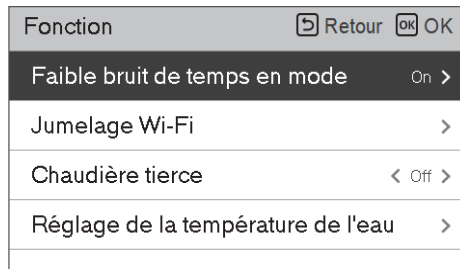 Fonction Retour OK OK
Faible bruit de temps en mode On >
Jumelage Wi-Fi >
Chaudière tierce < Off >
Réglage de la température de l'eau >